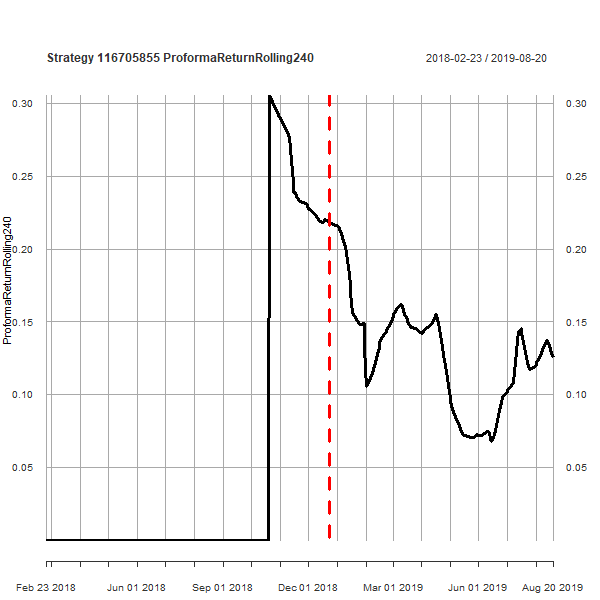 Strategy 116705855 ProformaReturnRolling240
2018-02-23 / 2019-08-20
0.30 0.30
0.25 0.25
0.20 0.20
0.15 0.15
0.10 0.10
0.05 0.05
ProformaReturnRolling240
Feb 23 2018 Jun 01 2018 Sep 01 2018 Dec 01 2018 Mar 01 2019 Jun 01 2019 Aug 20 2019